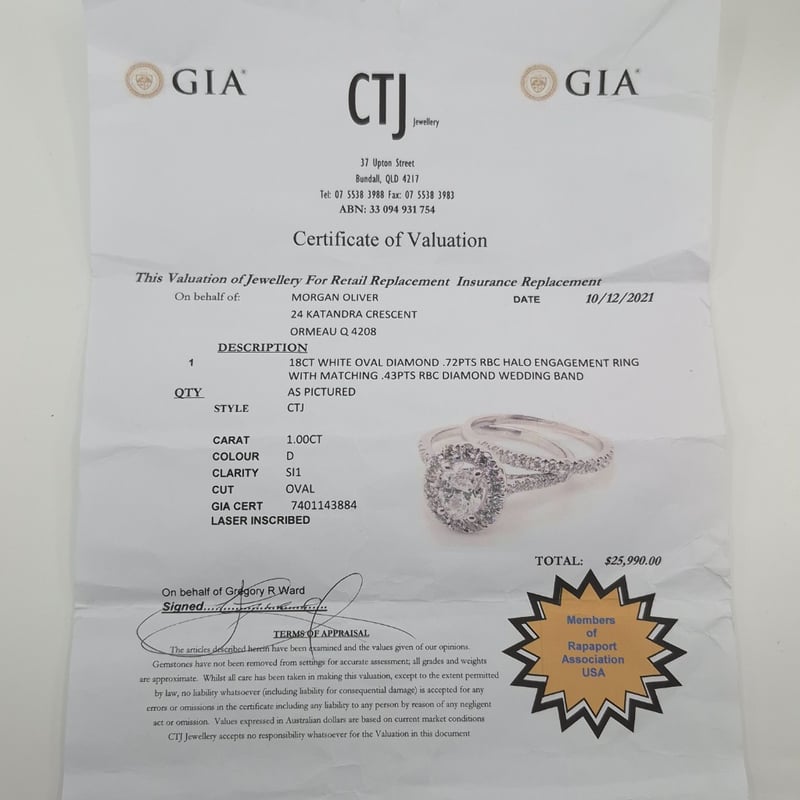 GIA
CTJ
Jewellery
GIA
37 Upton Street
Bundall, QLD 4217
Tel: 07 5538 3988 Fax: 07 5538 3983
ABN: 33 094 931 754
Certificate of Valuation
This Valuation of Jewellery For Retail Replacement Insurance Replacement
On behalf of: MORGAN OLIVER DATE 10/12/2021
24 KATANDRA CRESCENT
ORMEAU Q 4208
DESCRIPTION
1 18CT WHITE OVAL DIAMOND .72PTS RBC HALO ENGAGEMENT RING
WITH MATCHING .43PTS RBC DIAMOND WEDDING BAND
QTY AS PICTURED
STYLE CTJ
CARAT 1.00CT
COLOUR D
CLARITY SI1
CUT OVAL
GIA CERT 7401143884
LASER INSCRIBED
TOTAL: $25,990.00
On behalf of Gregory R Ward
Signed
TERMS OF APPRAISAL
The articles described herein have been examined and the values given of our opinions.
Gemstones have not been removed from settings for accurate assessment; all grades and weights
are approximate. Whilst all care has been taken in making this valuation, except to the extent permitted
by law, no liability whatsoever (including liability for consequential damage) is accepted for any
errors or omissions in the certificate including any liability to any person by reason of any negligent
act or omission. Values expressed in Australian dollars are based on current market conditions
CTJ Jewellery accepts no responsibility whatsoever for the Valuation in this document
Members
of
Rapaport
Association
USA